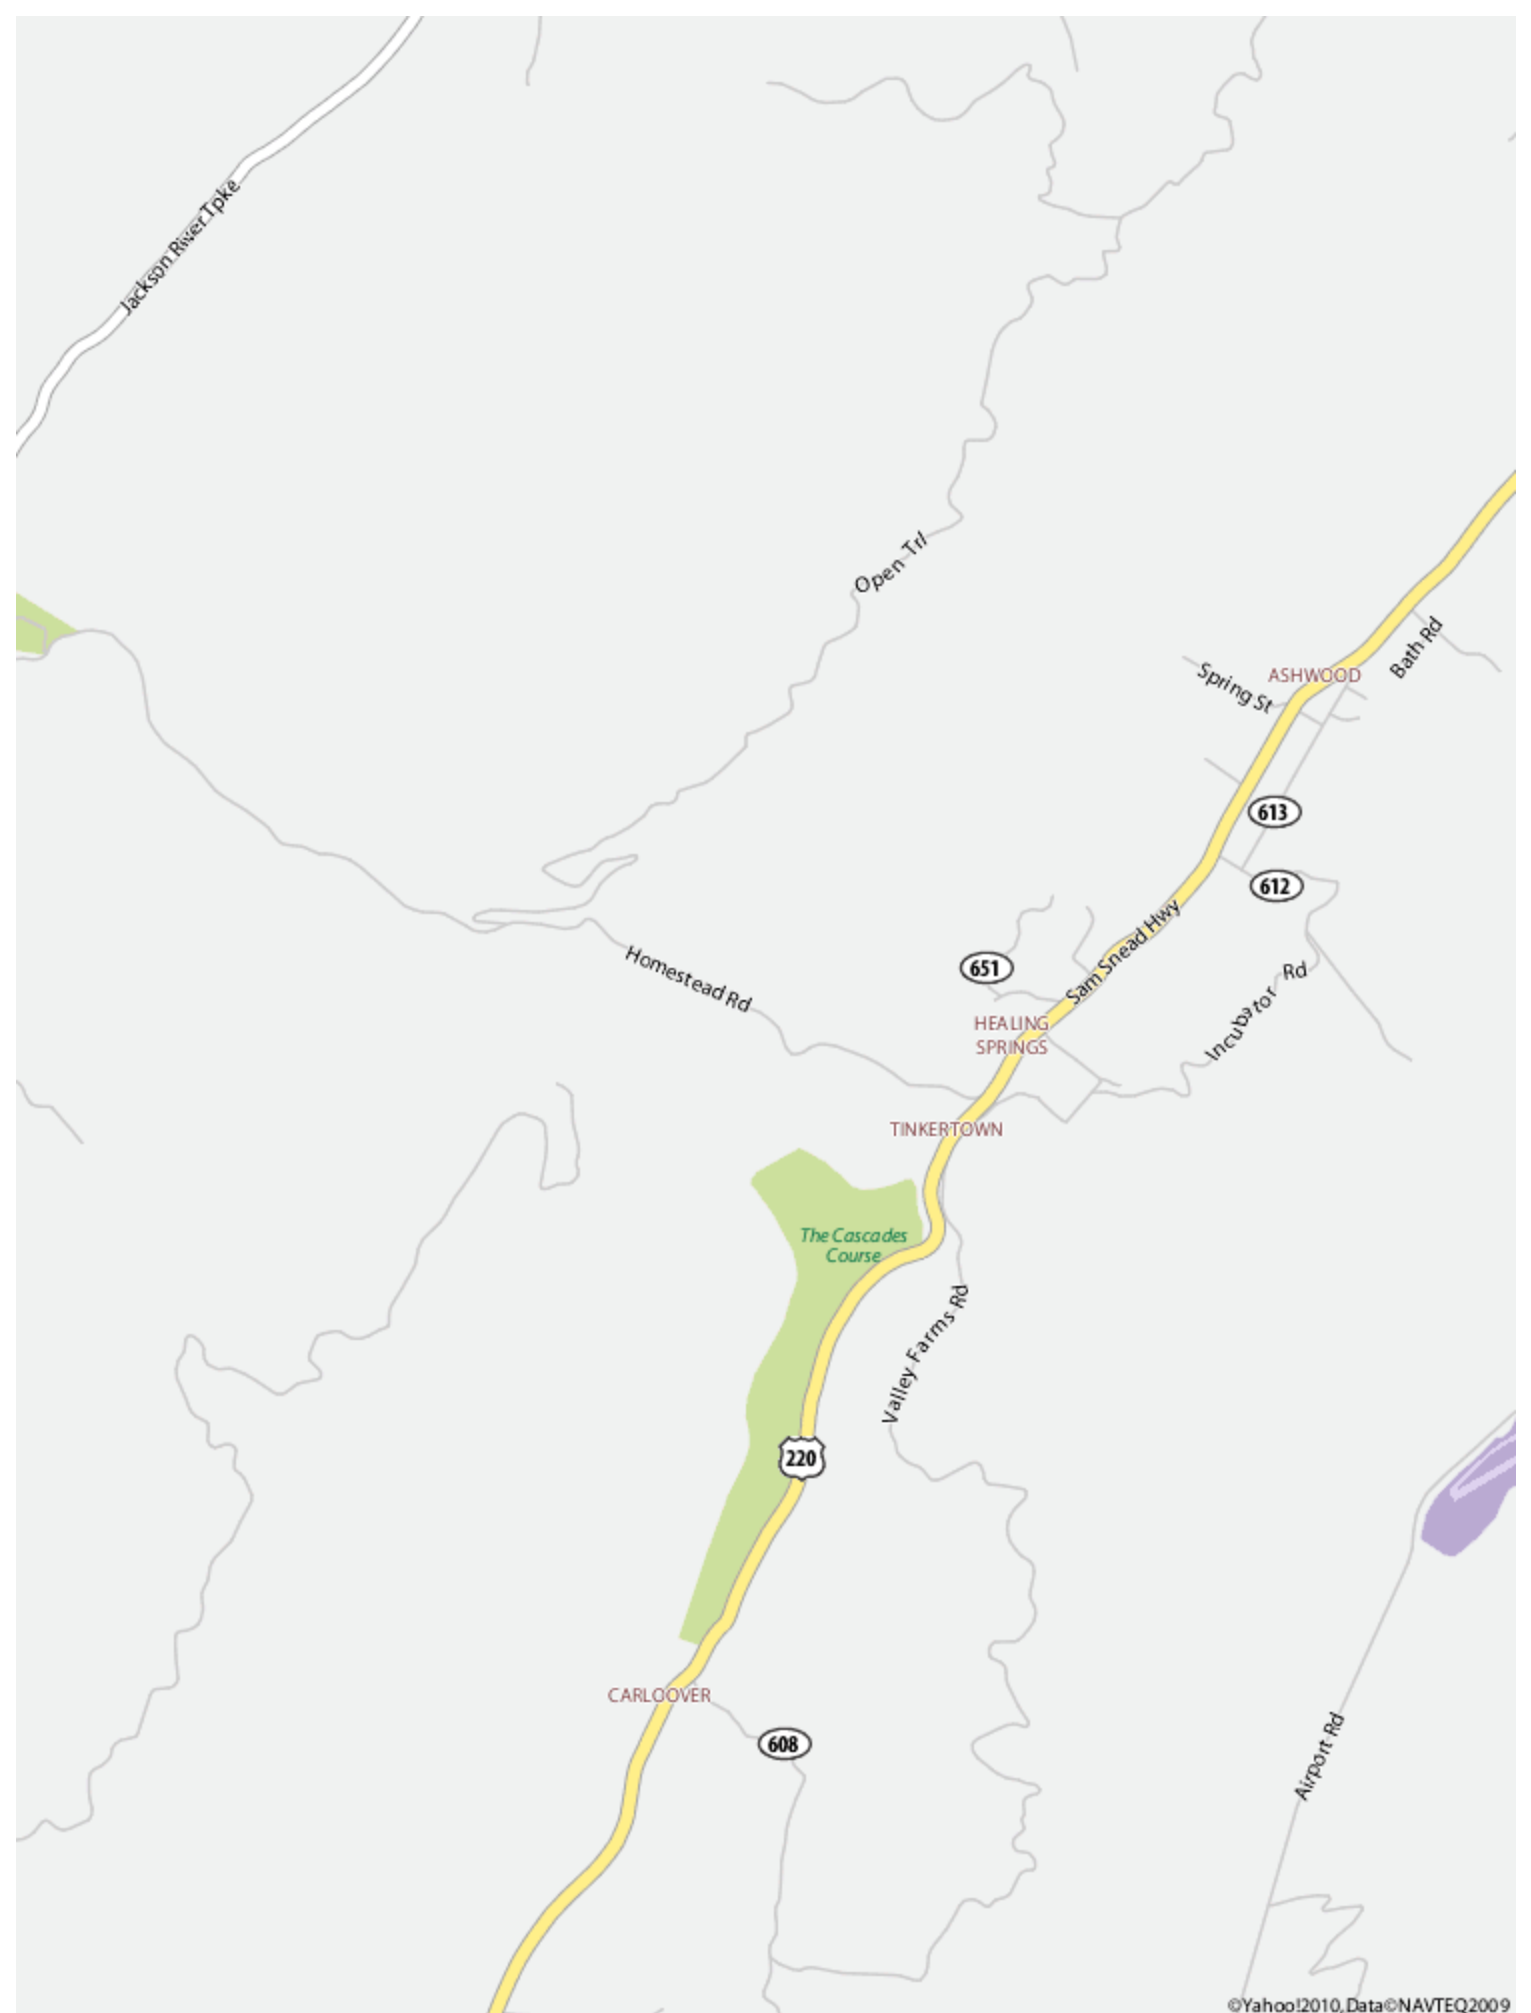 Jackson River Tpke
Open Trl
Bath Rd
ASHWOOD
Spring St
613
612
Sam Snead Hwy
651
Incubator Rd
Homestead Rd
HEALING
SPRINGS
TINKERTOWN
The Cascades
Course
Valley Farms Rd
220
CARLOOVER
608
Airport Rd
©Yahoo!2010,Data©NAVTEQ2009